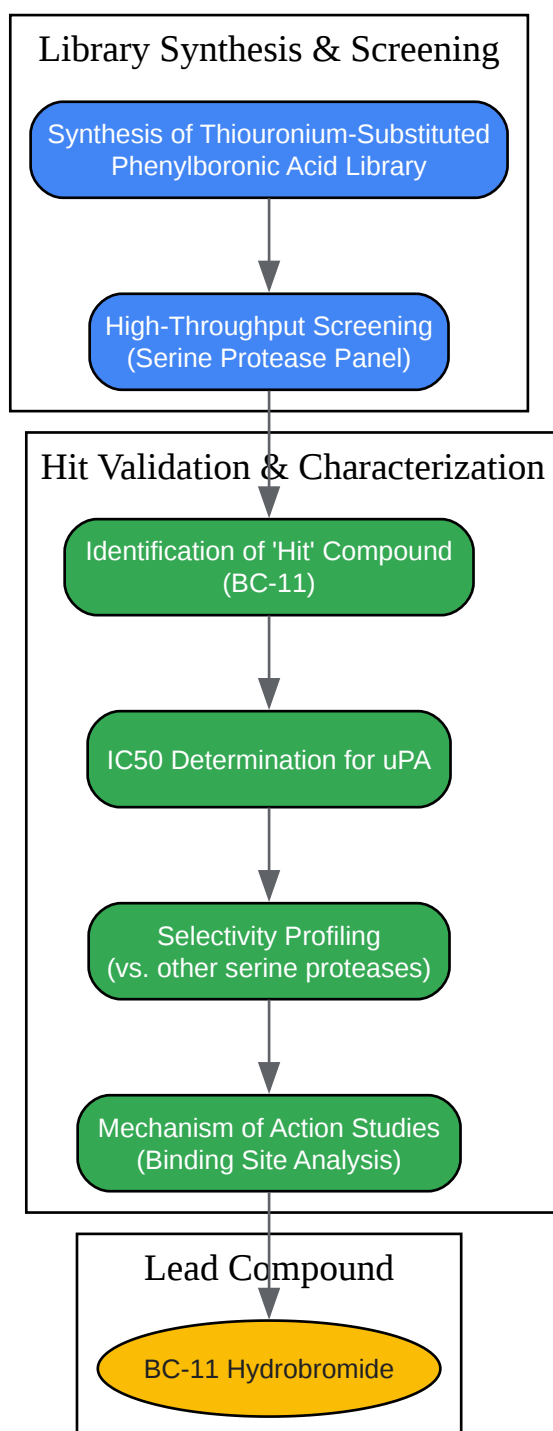 Library Synthesis & Screening
Synthesis of Thiouronium-Substituted
Phenylboronic Acid Library
High-Throughput Screening
(Serine Protease Panel)
Hit Validation & Characterization
Identification of 'Hit' Compound
(BC-11)
IC50 Determination for uPA
Selectivity Profiling
(vs. other serine proteases)
Mechanism of Action Studies
(Binding Site Analysis)
Lead Compound
BC-11 Hydrobromide